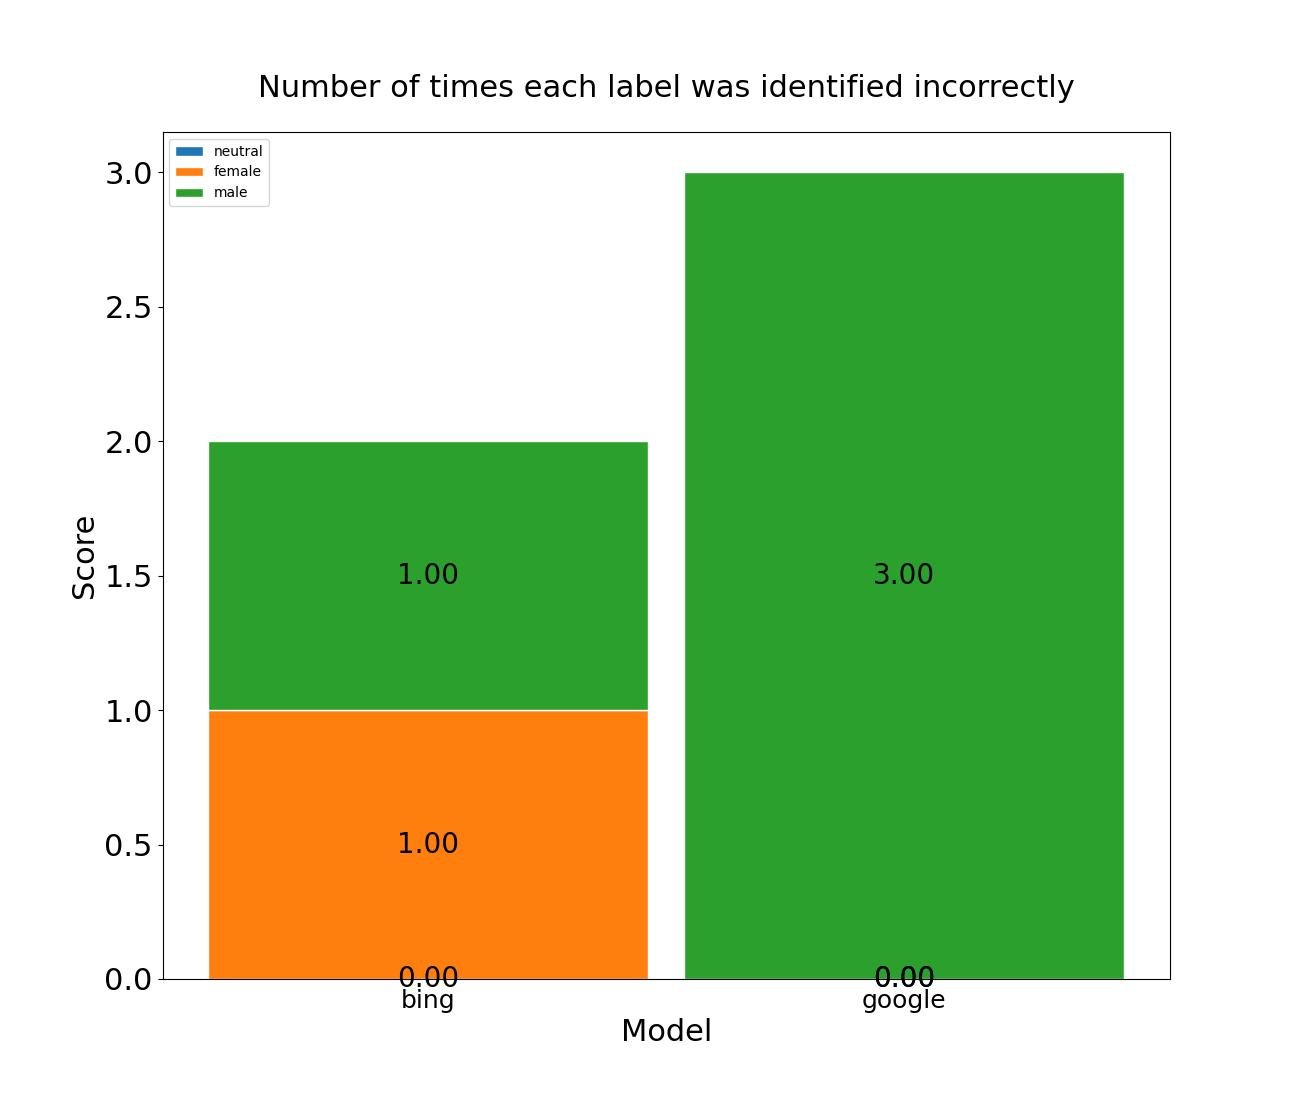 Number of times each label was identified incorrectly
neutral
female
male
3.0
2.5
2.0
1.5
1.0
0.5
0.0
Score
1.00
1.00
0.00
3.00
0.00
bing
google
Model